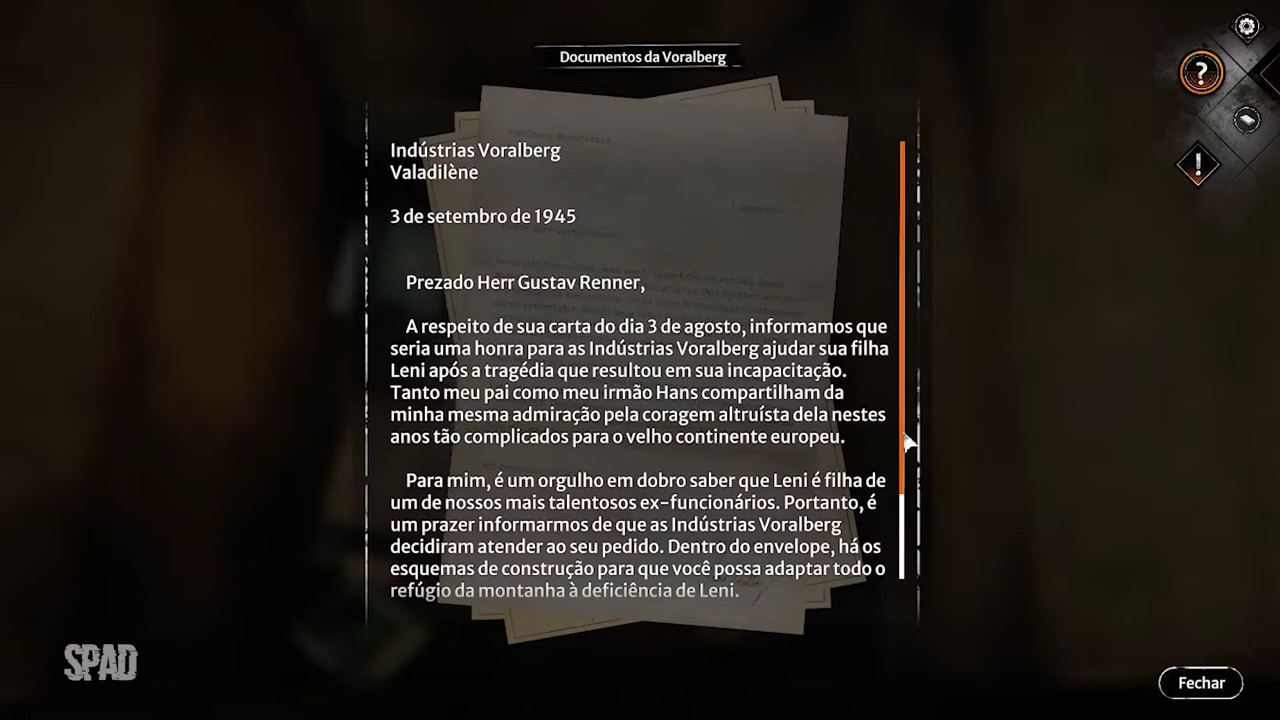 Documentos da Voralberg
Indústrias Voralberg
Valadilène
3 de setembro de 1945
Prezado Herr Gustav Renner,
A respeito de sua carta do dia 3 de agosto, informamos que
seria uma honra para as Indústrias Voralberg ajudar sua filha
Leni após a tragédia que resultou em sua incapacitação.
Tanto meu pai como meu irmão Hans compartilham da
minha mesma admiração pela coragem altruísta dela nestes
anos tão complicados para o velho continente europeu.
Para mim, é um orgulho em dobro saber que Leni é filha de
um de nossos mais talentosos ex-funcionários. Portanto, é
um prazer informarmos de que as Indústrias Voralberg
decidiram atender ao seu pedido. Dentro do envelope, há os
esquemas de construção para que você possa adaptar todo o
refúgio da montanha à deficiência de Leni.
SPAD
Fechar